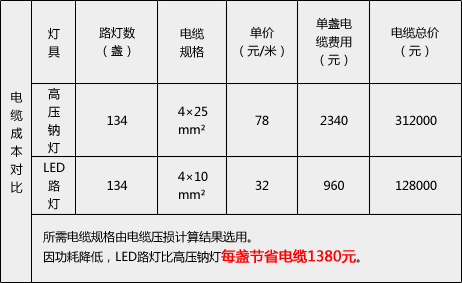 电缆成本对比
灯具 路灯数（盏） 电缆规格 单价（元/米） 单盏电缆费用（元） 电缆总价（元）
高压钠灯 134 4×25 mm² 78 2340 312000
LED路灯 134 4×10 mm² 32 960 128000
所需电缆规格由电缆压损计算结果选用。
因功耗降低，LED路灯比高压钠灯每盏节省电缆1380元。